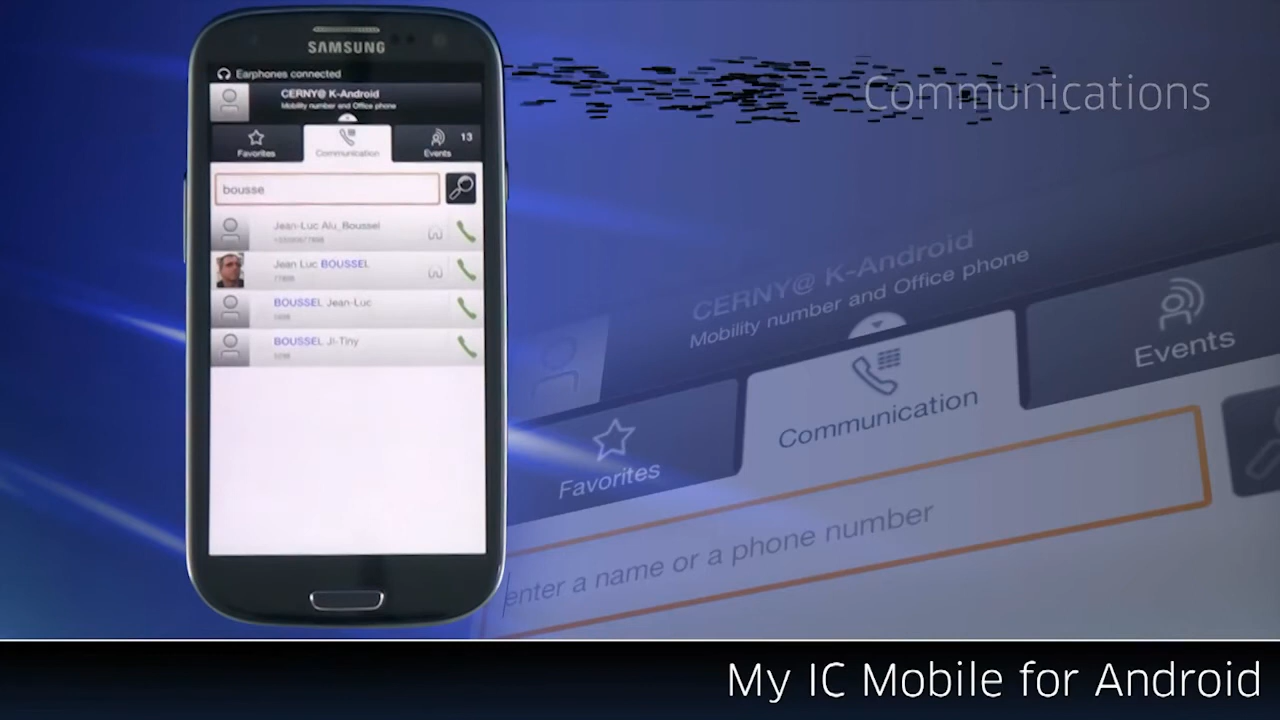 SAMSUNG
Earphones connected
CERNY@ K-Android
Mobility number and Office phone
Favorites
Communication
Events
13
bousse
Jean-Luc Alu_Boussel
Jean Luc BOUSSEL
BOUSSEL Jean-Luc
BOUSSEL Jl-Tiny
Communications
CERNY@ K-Android
Mobility number and Office phone
Favorites
Communication
Events
enter a name or a phone number
My IC Mobile for Android